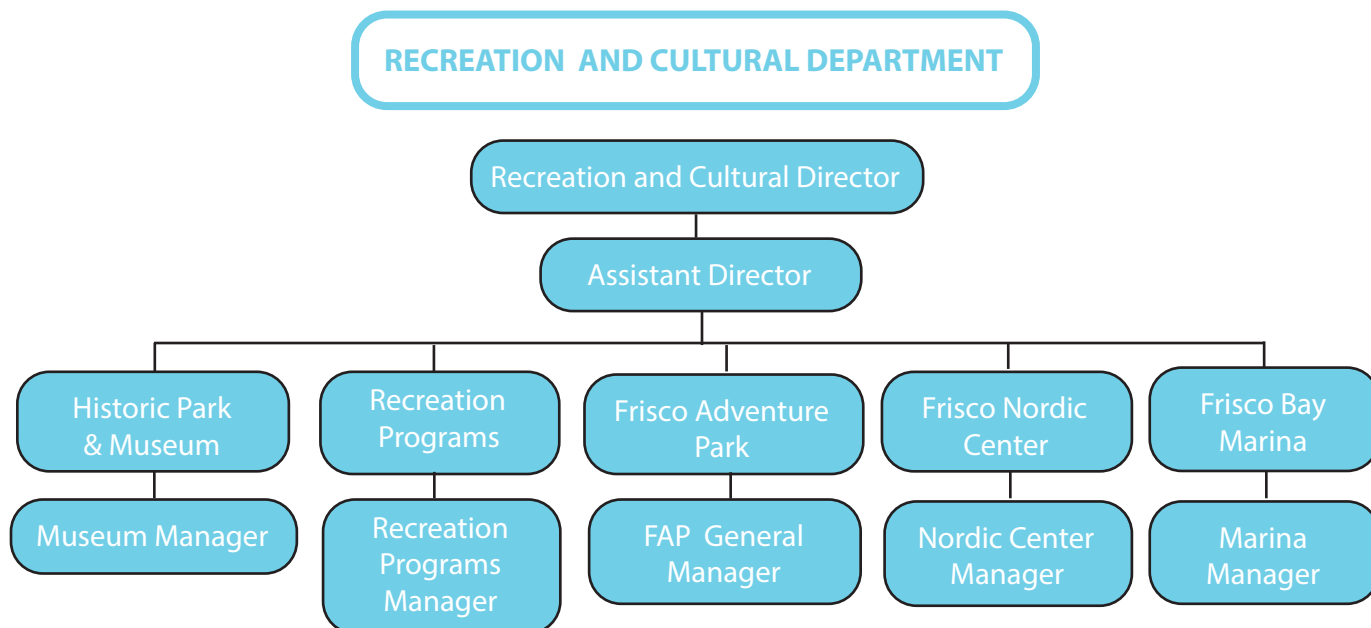 RECREATION AND CULTURAL DEPARTMENT
Recreation and Cultural Director
Assistant Director
Historic Park
& Museum
Recreation
Programs
Frisco Adventure
Park
Frisco Nordic
Center
Frisco Bay
Marina
Museum Manager
Recreation
Programs
Manager
FAP General
Manager
Nordic Center
Manager
Marina
Manager